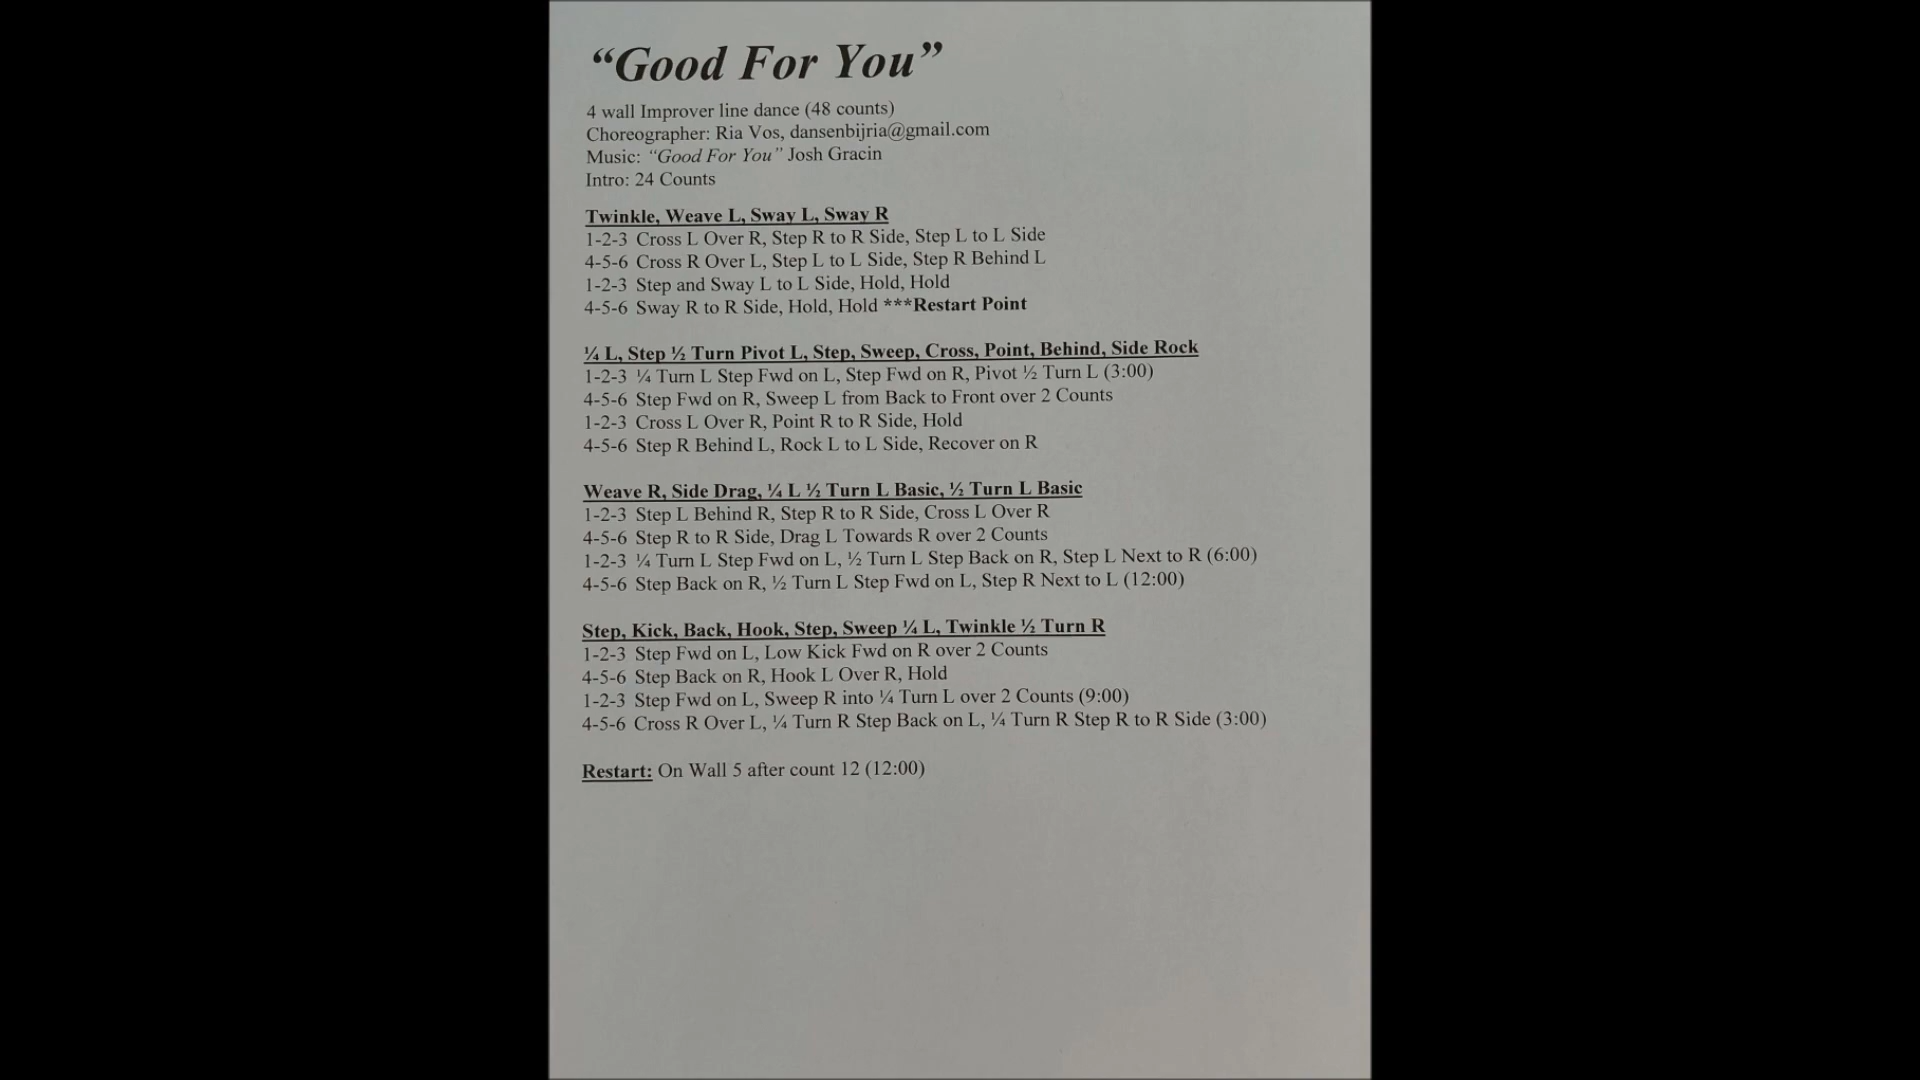 “Good For You”
4 wall Improver line dance (48 counts)
Choreographer: Ria Vos, dansenbijria@gmail.com
Music: “Good For You” Josh Gracin
Intro: 24 Counts
Twinkle, Weave L, Sway L, Sway R
1-2-3 Cross L Over R, Step R to R Side, Step L to L Side
4-5-6 Cross R Over L, Step L to L Side, Step R Behind L
1-2-3 Step and Sway L to L Side, Hold, Hold
4-5-6 Sway R to R Side, Hold, Hold ***Restart Point
¼ L, Step ½ Turn Pivot L, Step, Sweep, Cross, Point, Behind, Side Rock
1-2-3 ¼ Turn L Step Fwd on L, Step Fwd on R, Pivot ½ Turn L (3:00)
4-5-6 Step Fwd on R, Sweep L from Back to Front over 2 Counts
1-2-3 Cross L Over R, Point R to R Side, Hold
4-5-6 Step R Behind L, Rock L to L Side, Recover on R
Weave R, Side Drag, ¼ L ½ Turn L Basic, ½ Turn L Basic
1-2-3 Step L Behind R, Step R to R Side, Cross L Over R
4-5-6 Step R to R Side, Drag L Towards R over 2 Counts
1-2-3 ¼ Turn L Step Fwd on L, ½ Turn L Step Back on R, Step L Next to R (6:00)
4-5-6 Step Back on R, ½ Turn L Step Fwd on L, Step R Next to L (12:00)
Step, Kick, Back, Hook, Step, Sweep ¼ L, Twinkle ½ Turn R
1-2-3 Step Fwd on L, Low Kick Fwd on R over 2 Counts
4-5-6 Step Back on R, Hook L Over R, Hold
1-2-3 Step Fwd on L, Sweep R into ¼ Turn L over 2 Counts (9:00)
4-5-6 Cross R Over L, ¼ Turn R Step Back on L, ¼ Turn R Step R to R Side (3:00)
Restart: On Wall 5 after count 12 (12:00)